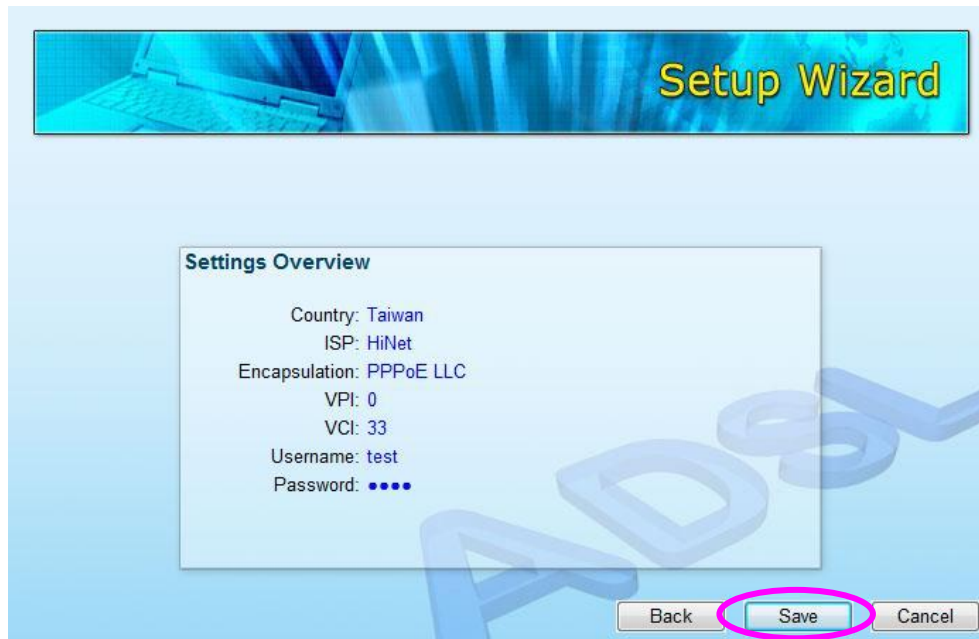 Setup Wizard
Settings Overview
Country: Taiwan
ISP: HiNet
Encapsulation: PPPoE LLC
VPI: 0
VCI: 33
Username: test
Password: ●●●●
ADSL
Back Save Cancel